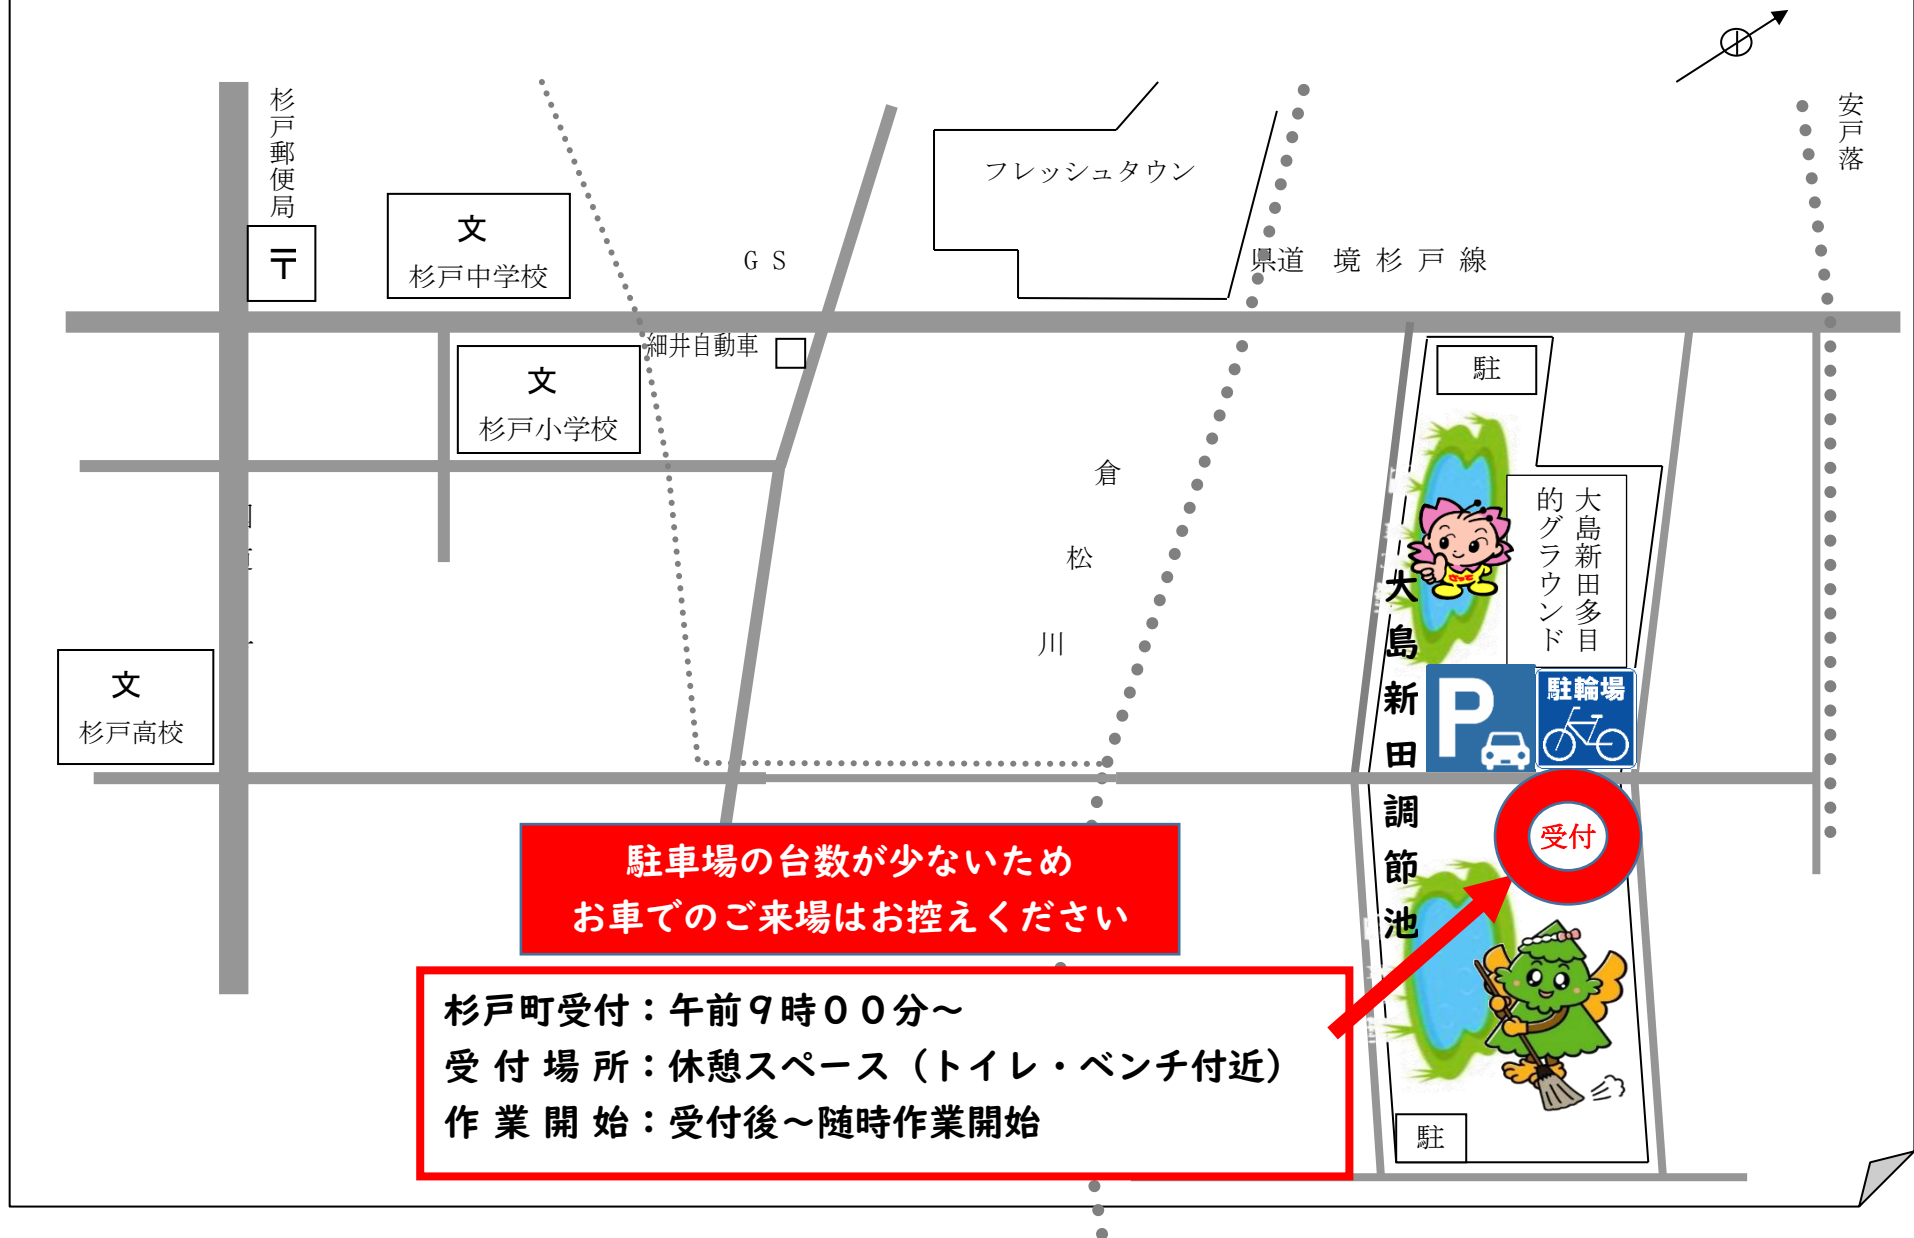 安戸落
杉戸郵便局
〒
文
杉戸中学校
フレッシュタウン
GS
県道 境杉戸線
細井自動車
文
杉戸小学校
駐
倉松川
大島新田多目
的グラウンド
大島新田調節池
さっち
文
杉戸高校
P
駐輪場
受付
駐車場の台数が少ないため
お車でのご来場はお控えください
杉戸町受付：午前９時００分～
受付場所：休憩スペース（トイレ・ベンチ付近）
作業開始：受付後～随時作業開始
駐